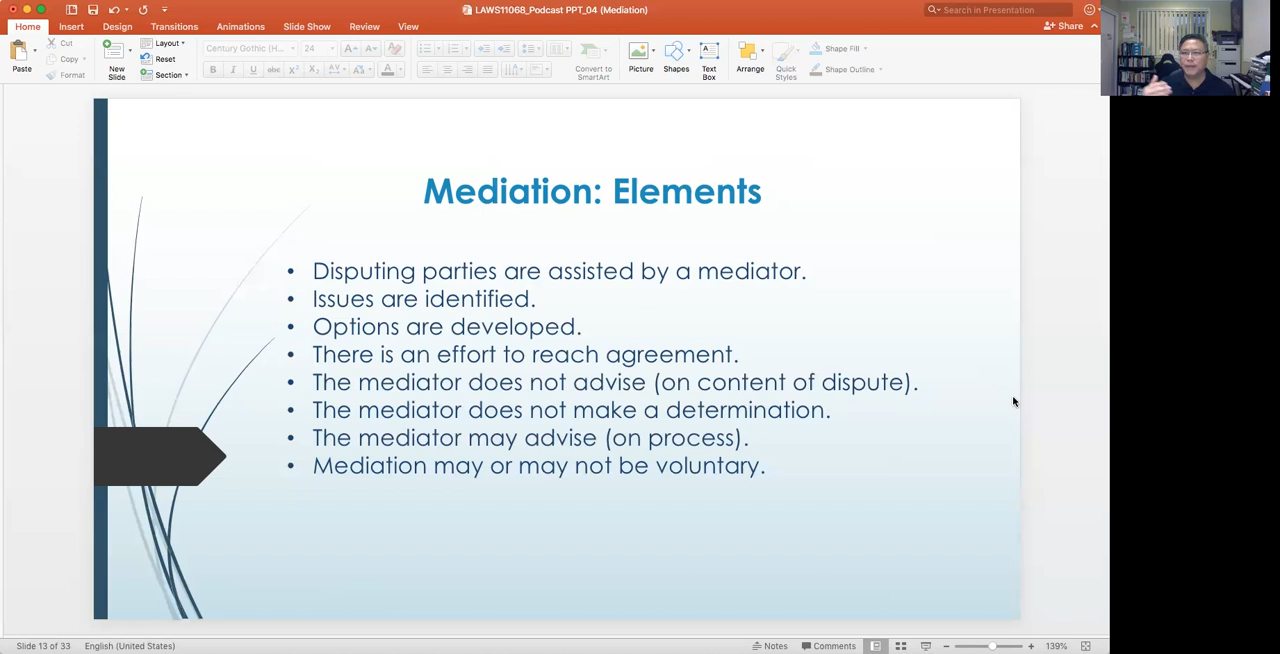 LAWS11068_Podcast PPT_04 (Mediation)
Search in Presentation
Home Insert Design Transitions Animations Slide Show Review View
Share
Paste
Cut
Copy
Format
New Slide
Layout
Reset
Section
Century Gothic (H... 24
Convert to SmartArt
Picture
Shapes
Text Box
Arrange
Quick Styles
Shape Fill
Shape Outline
Mediation: Elements
• Disputing parties are assisted by a mediator.
• Issues are identified.
• Options are developed.
• There is an effort to reach agreement.
• The mediator does not advise (on content of dispute).
• The mediator does not make a determination.
• The mediator may advise (on process).
• Mediation may or may not be voluntary.
Slide 13 of 33 English (United States) Notes Comments 139%